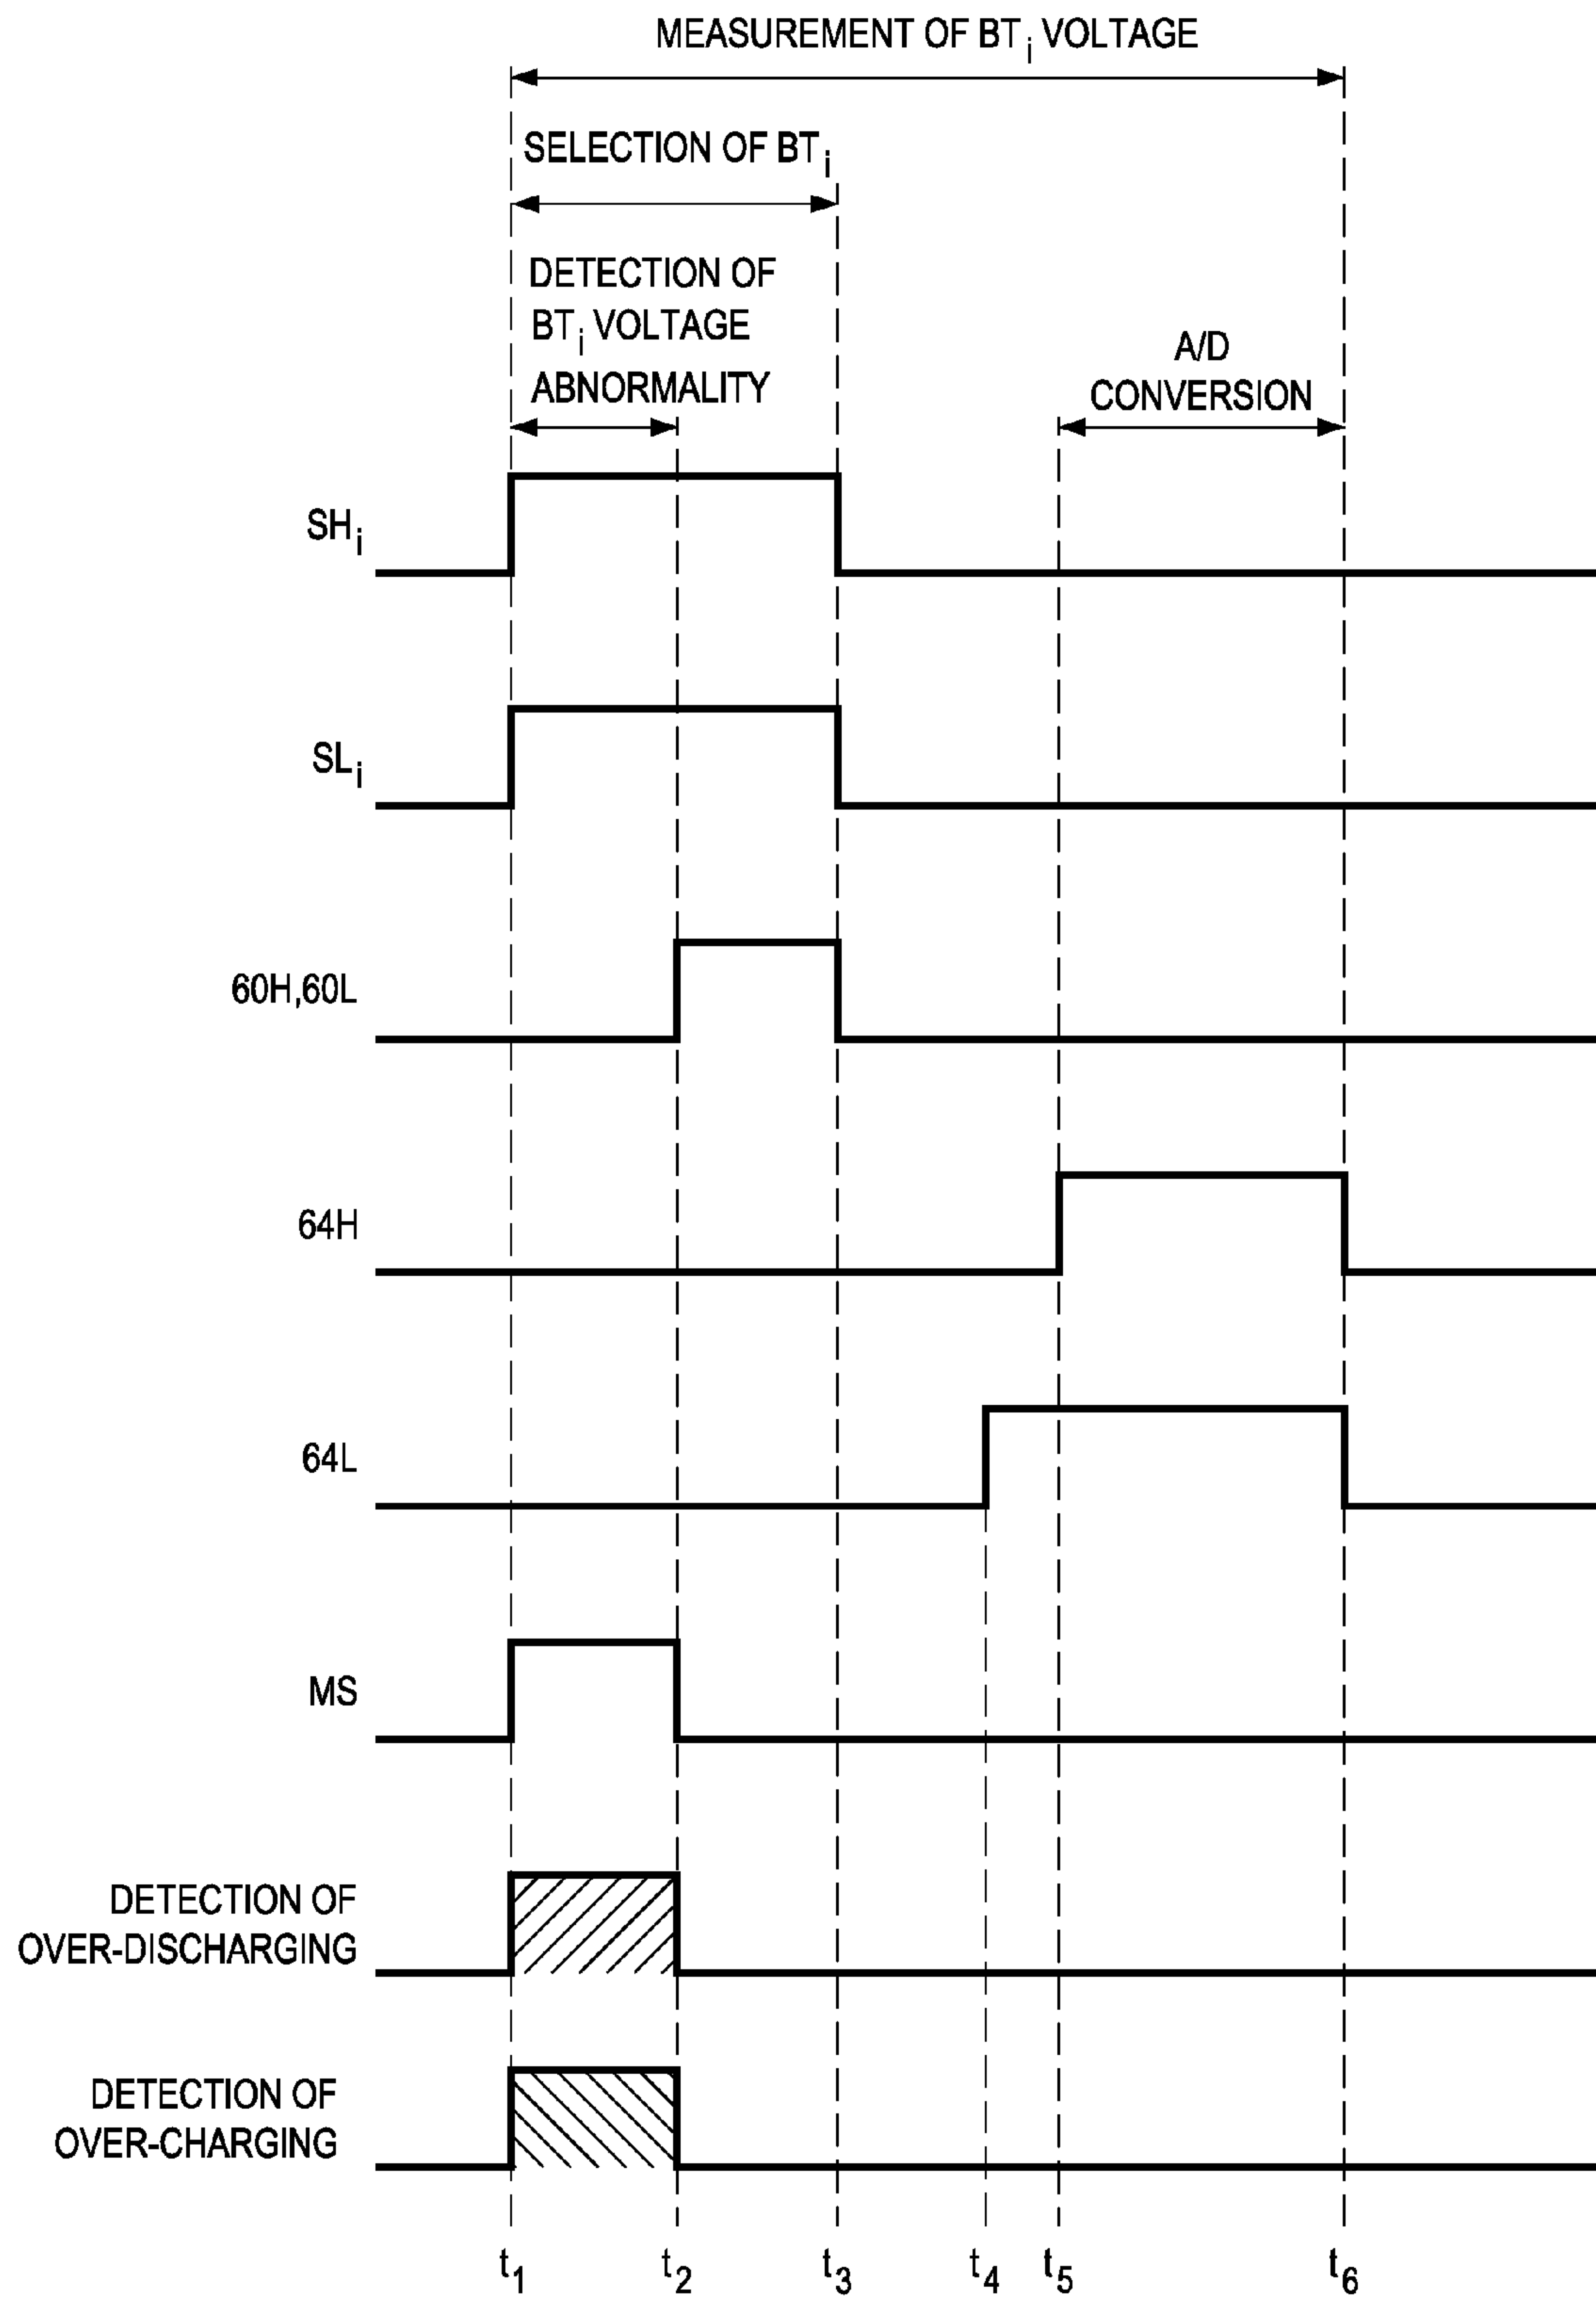 MEASUREMENT OF BTi VOLTAGE
SELECTION OF BTi
DETECTION OF
BTi VOLTAGE
ABNORMALITY
A/D
CONVERSION
SHi
SLi
60H,60L
64H
64L
MS
DETECTION OF
OVER-DISCHARGING
DETECTION OF
OVER-CHARGING
t1 t2 t3 t4 t5 t6